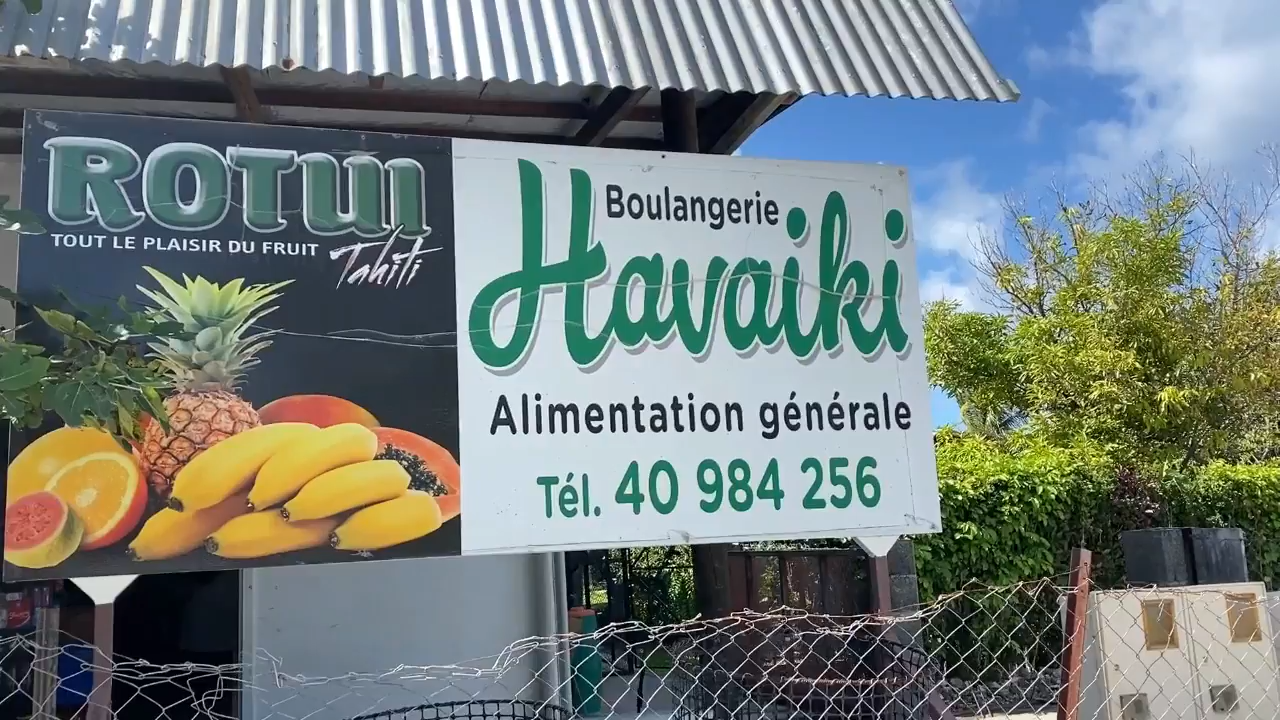 ROTUI
TOUT LE PLAISIR DU FRUIT
Tahiti
Boulangerie
Havaiki
Alimentation générale
Tél. 40 984 256